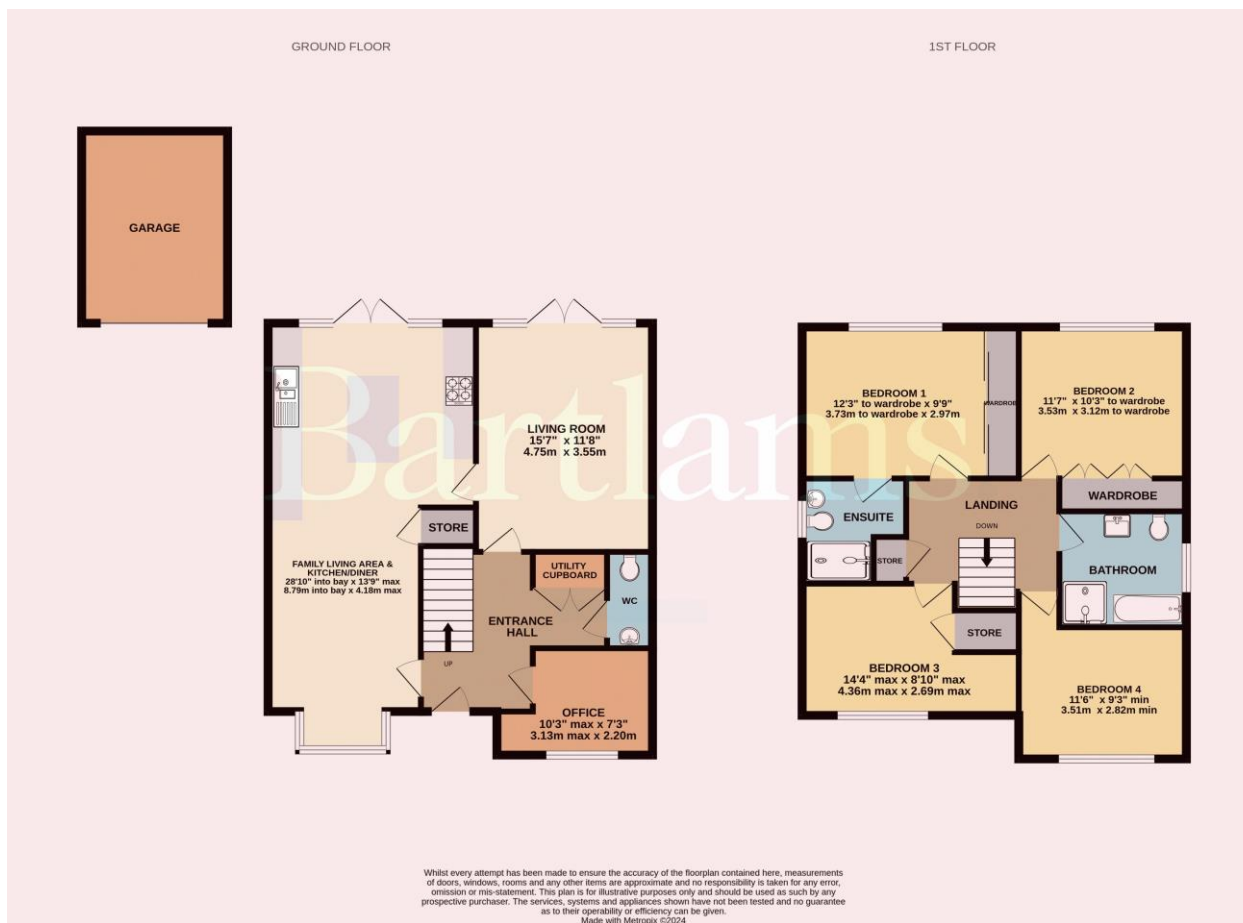 GROUND FLOOR
1ST FLOOR
GARAGE
LIVING ROOM
15'7" x 11'8"
4.75m x 3.55m
STORE
FAMILY LIVING AREA &
KITCHEN/DINER
28'10" into bay x 13'9" max
8.79m into bay x 4.18m max
UTILITY
CUPBOARD
WC
ENTRANCE
HALL
UP
OFFICE
10'3" max x 7'3"
3.13m max x 2.20m
BEDROOM 1
12'3" to wardrobe x 9'9"
3.73m to wardrobe x 2.97m
WARDROBE
BEDROOM 2
11'7" x 10'3" to wardrobe
3.53m x 3.12m to wardrobe
WARDROBE
ENSUITE
LANDING
DOWN
STORE
BATHROOM
STORE
BEDROOM 3
14'4" max x 8'10" max
4.36m max x 2.69m max
BEDROOM 4
11'6" x 9'3" min
3.51m x 2.82m min
Bartlams
Whilst every attempt has been made to ensure the accuracy of the floorplan contained here, measurements
of doors, windows, rooms and any other items are approximate and no responsibility is taken for any error,
omission or mis-statement. This plan is for illustrative purposes only and should be used as such by any
prospective purchaser. The services, systems and appliances shown have not been tested and no guarantee
as to their operability or efficiency can be given.
Made with Metropix ©2024